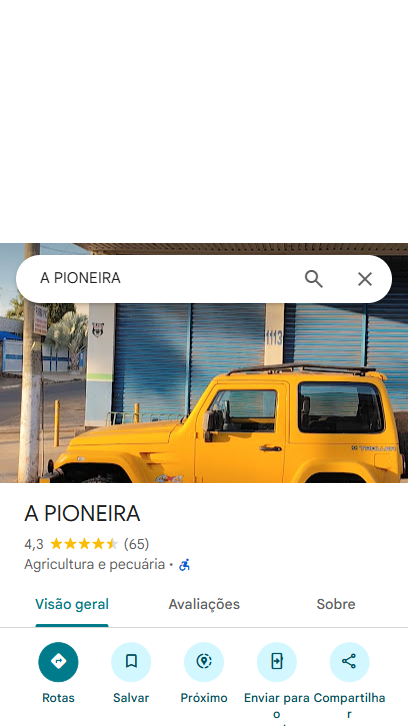 A PIONEIRA
1113
TROLLER
A PIONEIRA
4,3 (65)
Agricultura e pecuária ·
Visão geral Avaliações Sobre
Rotas Salvar Próximo Enviar para o Compartilhar